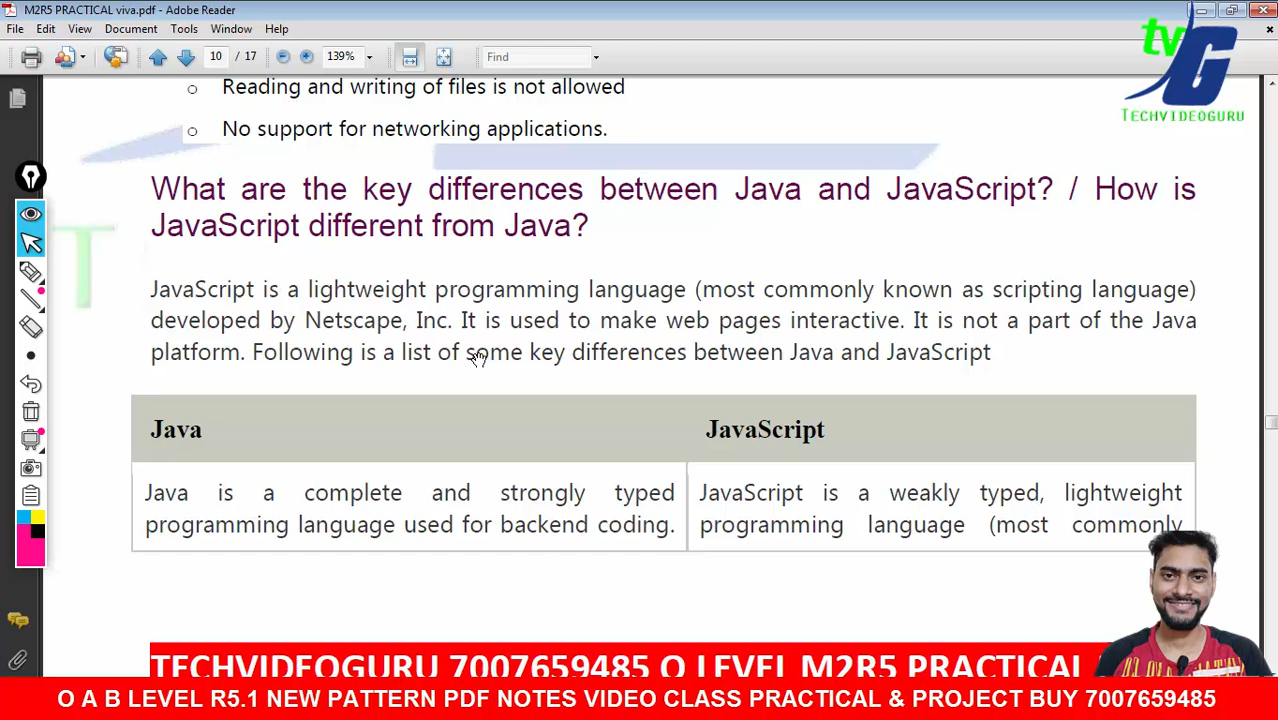 M2R5 PRACTICAL viva.pdf - Adobe Reader
File Edit View Document Tools Window Help
10 / 17 139% Find
tv G
TECHVIDEOGURU
Reading and writing of files is not allowed
No support for networking applications.
T
What are the key differences between Java and JavaScript? / How is
JavaScript different from Java?
JavaScript is a lightweight programming language (most commonly known as scripting language)
developed by Netscape, Inc. It is used to make web pages interactive. It is not a part of the Java
platform. Following is a list of some key differences between Java and JavaScript
Java JavaScript
Java is a complete and strongly typed
programming language used for backend coding.
JavaScript is a weakly typed, lightweight
programming language (most commonly
TECHVIDEOGURU 7007659485 O LEVEL M2R5 PRACTICAL
O A B LEVEL R5.1 NEW PATTERN PDF NOTES VIDEO CLASS PRACTICAL & PROJECT BUY 7007659485